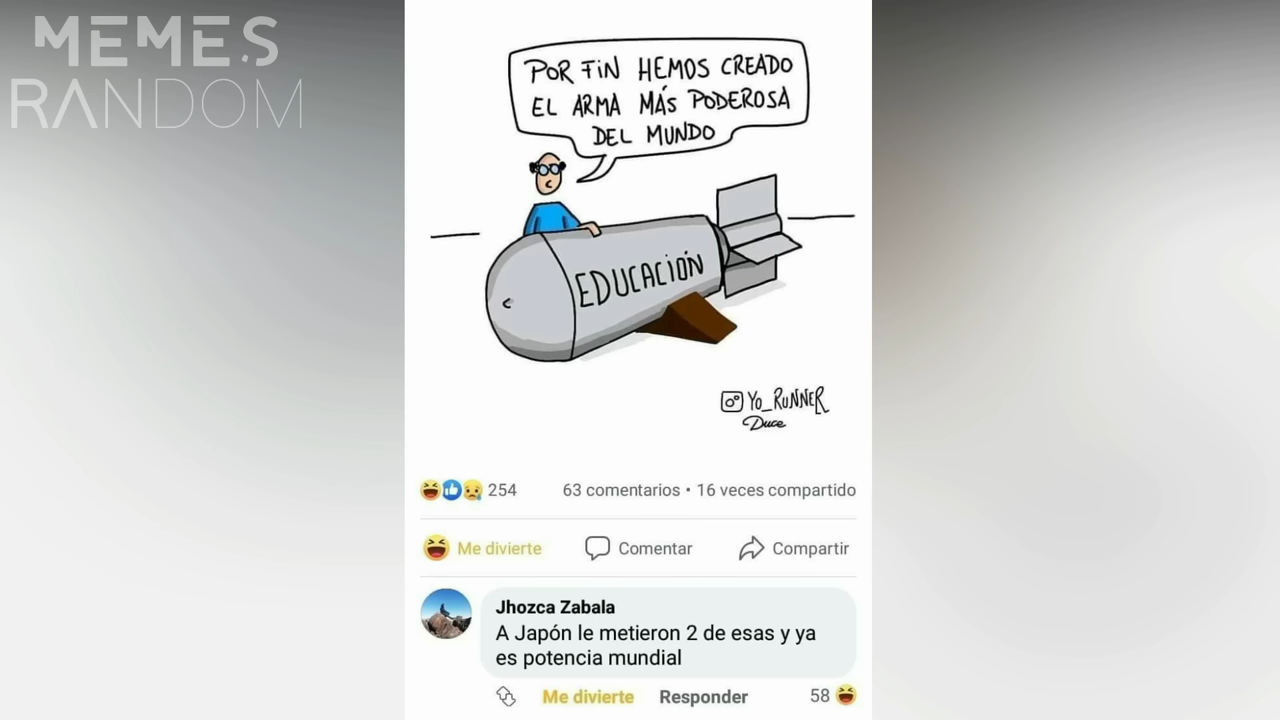 MEMES
RANDOM
POR FIN HEMOS CREADO
EL ARMA MÁS PODEROSA
DEL MUNDO
EDUCACIÓN
YO_RUNNER
Duce
254
63 comentarios • 16 veces compartido
Me divierte
Comentar
Compartir
Jhozca Zabala
A Japón le metieron 2 de esas y ya
es potencia mundial
Me divierte
Responder
58